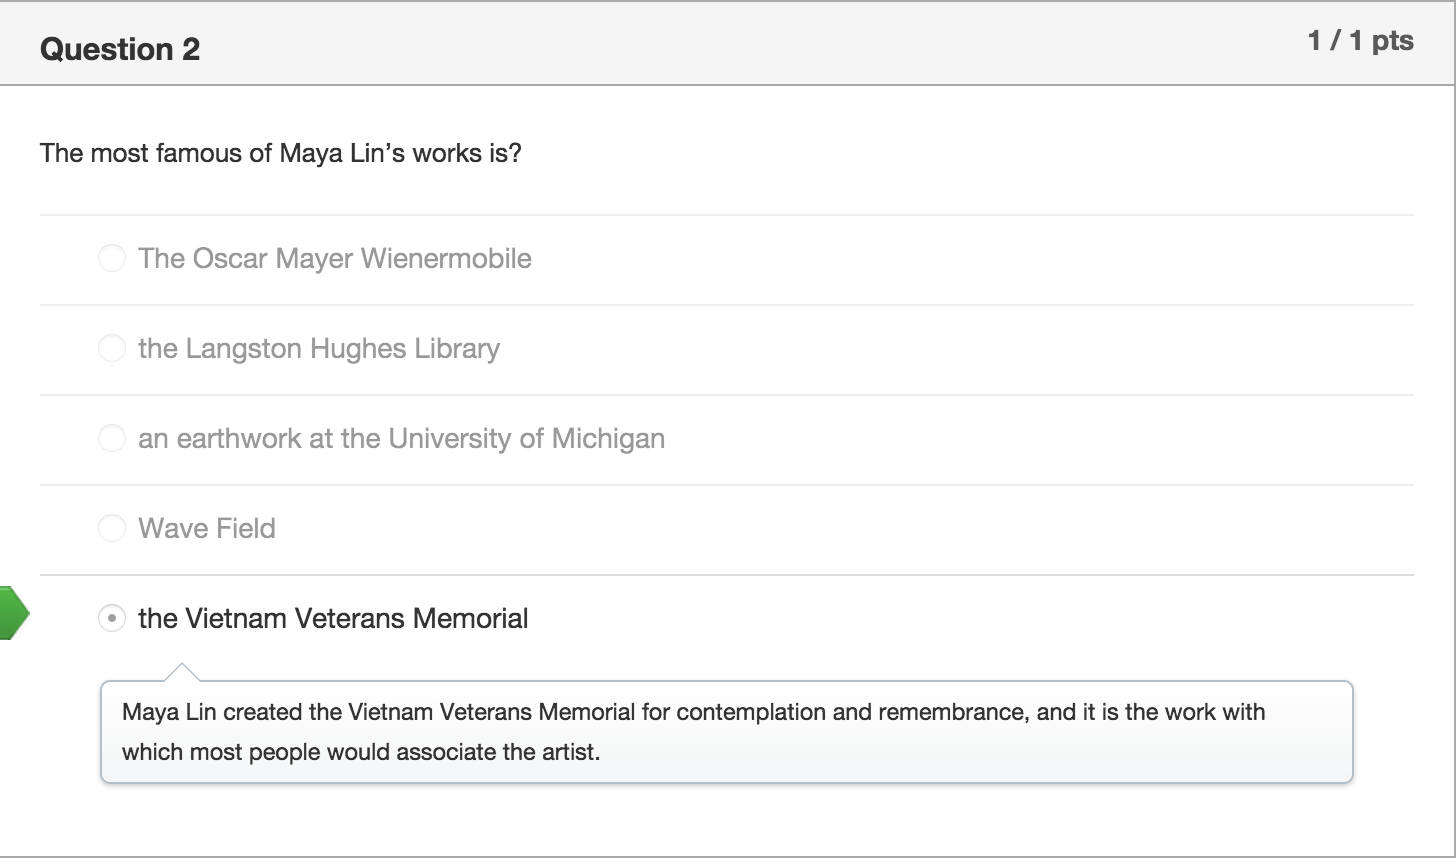 Question 2
1 / 1 pts
The most famous of Maya Lin’s works is?
The Oscar Mayer Wienermobile
the Langston Hughes Library
an earthwork at the University of Michigan
Wave Field
the Vietnam Veterans Memorial
Maya Lin created the Vietnam Veterans Memorial for contemplation and remembrance, and it is the work with
which most people would associate the artist.